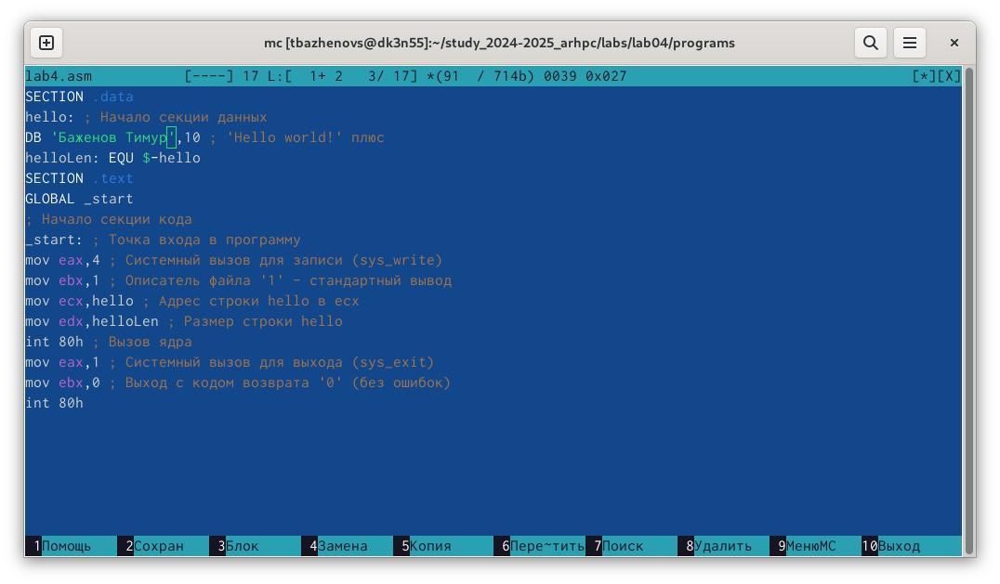 mc [tbazhenovs@dk3n55]:~/study_2024-2025_arhpc/labs/lab04/programs
lab4.asm [----] 17 L:[ 1+ 2 3/ 17] *(91 / 714b) 0039 0x027 [*][X]
SECTION .data
hello: ; Начало секции данных
DB 'Баженов Тимур',10 ; 'Hello world!' плюс
helloLen: EQU $-hello
SECTION .text
GLOBAL _start
; Начало секции кода
_start: ; Точка входа в программу
mov eax,4 ; Системный вызов для записи (sys_write)
mov ebx,1 ; Описатель файла '1' - стандартный вывод
mov ecx,hello ; Адрес строки hello в ecx
mov edx,helloLen ; Размер строки hello
int 80h ; Вызов ядра
mov eax,1 ; Системный вызов для выхода (sys_exit)
mov ebx,0 ; Выход с кодом возврата '0' (без ошибок)
int 80h
1Помощь 2Сохран 3Блок 4Замена 5Копия 6Пере~тить 7Поиск 8Удалить 9МенюMC 10Выход